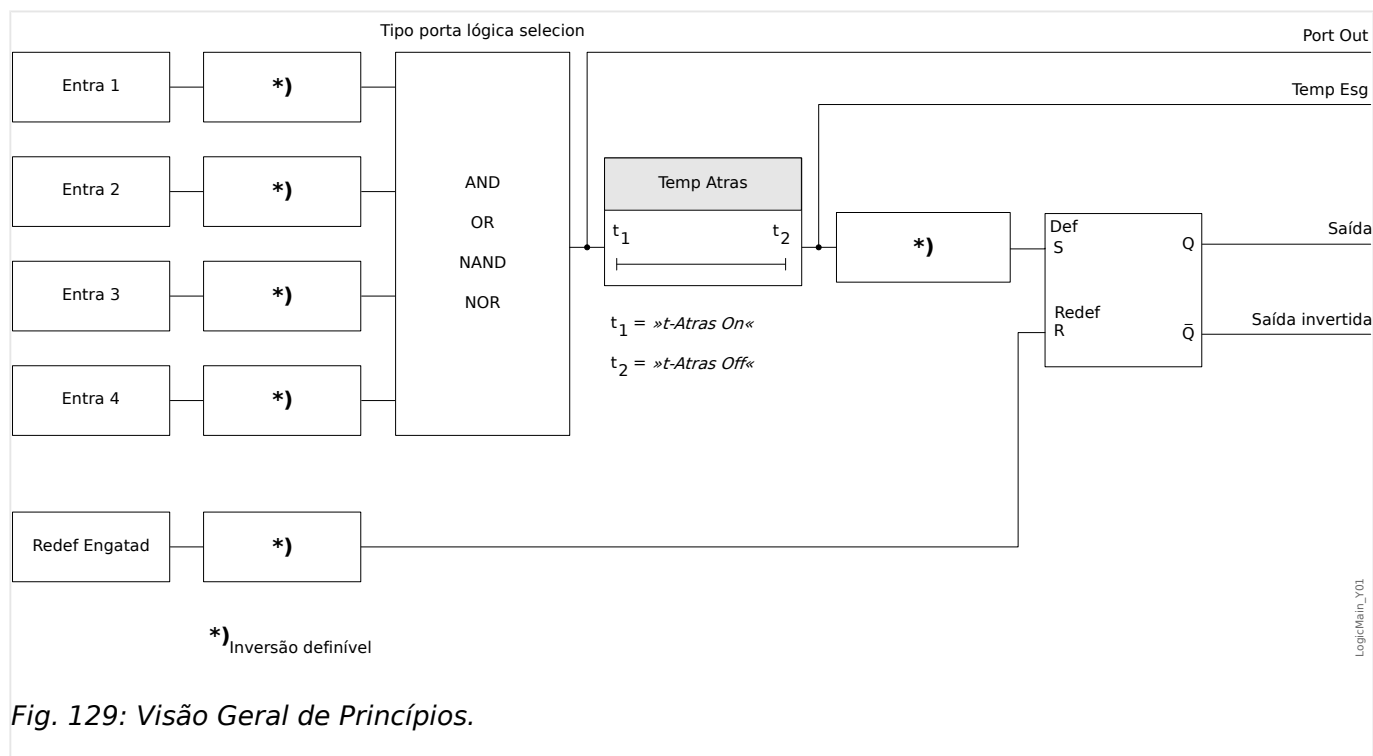 Tipo porta lógica selecion
Port Out
Entra 1
*)
Temp Esg
Entra 2
*)
AND
OR
NAND
NOR
Temp Atras
t1
t2
*)
Def
S
Q
Saída
Redef
R
Q̅
Saída invertida
Entra 3
*)
t1 = »t-Atras On«
t2 = »t-Atras Off«
Entra 4
*)
Redef Engatad
*)
*) Inversão definível
LogicMain_Y01
Fig. 129: Visão Geral de Princípios.